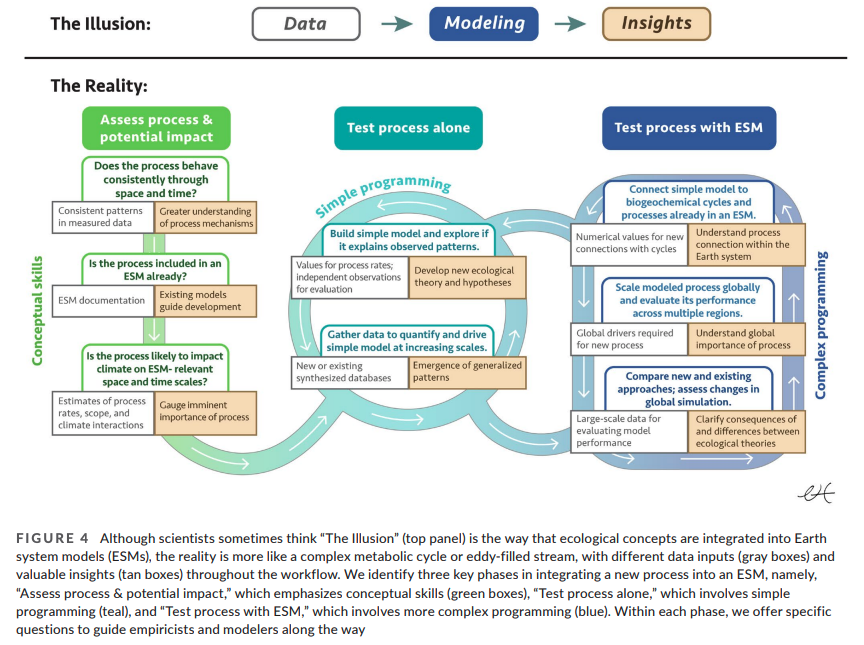 The Illusion:
Data
Modeling
Insights
The Reality:
Assess process &
potential impact
Conceptual skills
Does the process behave
consistently through
space and time?
Consistent patterns
in measured data
Greater understanding
of process mechanisms
Is the process included in an
ESM already?
ESM documentation
Existing models
guide development
Is the process likely to impact
climate on ESM- relevant
space and time scales?
Estimates of process
rates, scope, and
climate interactions
Gauge imminent
importance of process
Test process alone
Simple programming
Build simple model and explore if
it explains observed patterns.
Values for process rates;
independent observations
for evaluation
Develop new ecological
theory and hypotheses
Gather data to quantify and drive
simple model at increasing scales.
New or existing
synthesized databases
Emergence of generalized
patterns
Test process with ESM
Complex programming
Connect simple model to
biogeochemical cycles and
processes already in an ESM.
Numerical values for new
connections with cycles
Understand process
connection within the
Earth system
Scale modeled process globally
and evaluate its performance
across multiple regions.
Global drivers required
for new process
Understand global
importance of process
Compare new and existing
approaches; assess changes in
global simulation.
Large-scale data for
evaluating model
performance
Clarify consequences of
and differences between
ecological theories
FIGURE 4 Although scientists sometimes think “The Illusion” (top panel) is the way that ecological concepts are integrated into Earth
system models (ESMs), the reality is more like a complex metabolic cycle or eddy-filled stream, with different data inputs (gray boxes) and
valuable insights (tan boxes) throughout the workflow. We identify three key phases in integrating a new process into an ESM, namely,
“Assess process & potential impact,” which emphasizes conceptual skills (green boxes), “Test process alone,” which involves simple
programming (teal), and “Test process with ESM,” which involves more complex programming (blue). Within each phase, we offer specific
questions to guide empiricists and modelers along the way